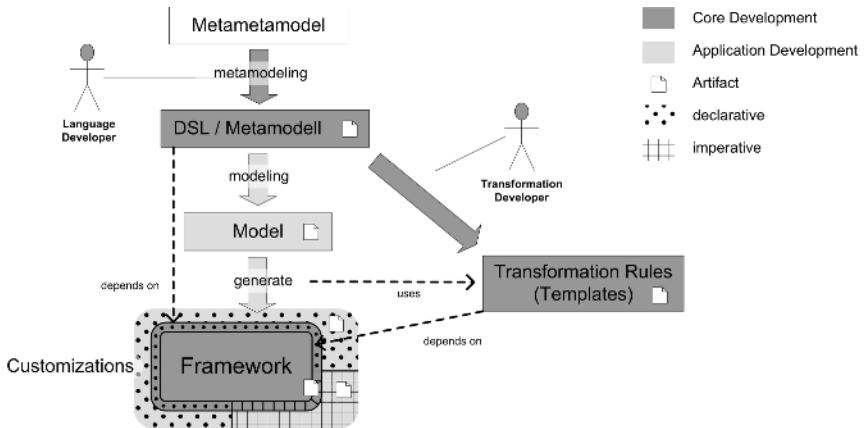 Metametamodel
Core Development
Application Development
metamodeling
Artifact
Language
Developer
DSL / Metamodell
declarative
imperative
modeling
Transformation
Developer
Model
generate
Transformation Rules
(Templates)
depends on
uses
depends on
Customizations
Framework